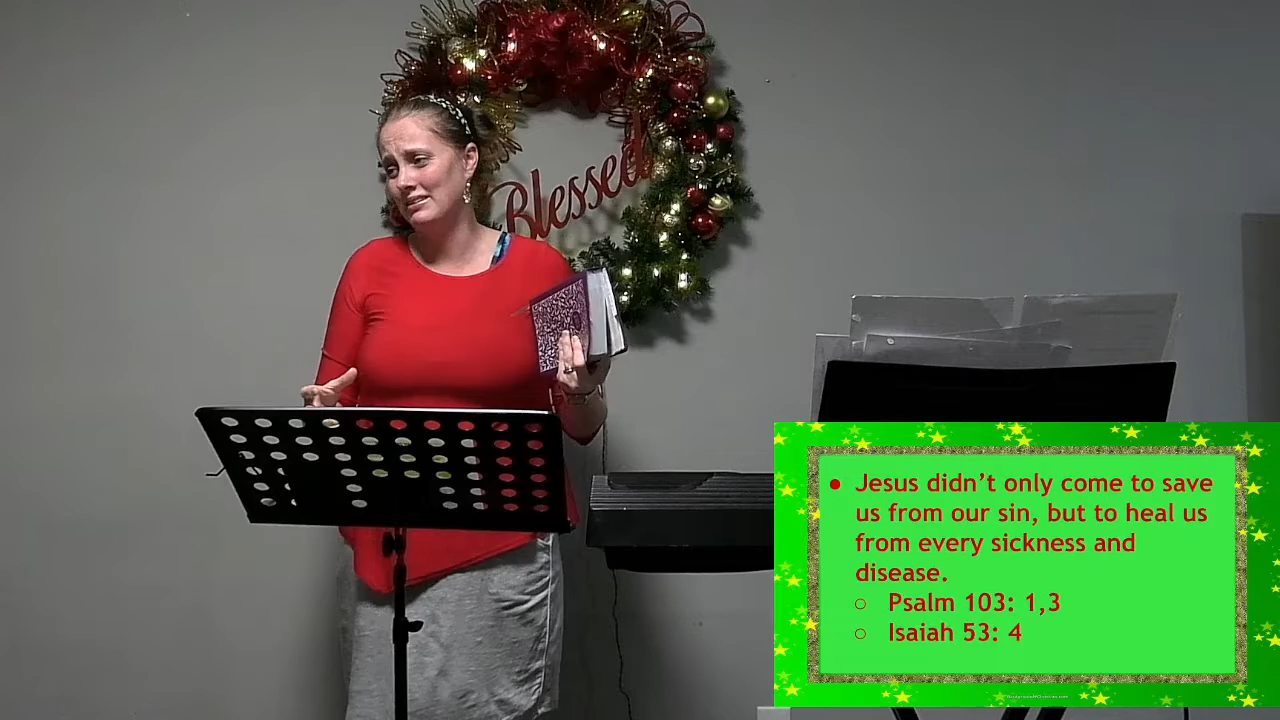 Blessed
● Jesus didn’t only come to save
us from our sin, but to heal us
from every sickness and
disease.
○ Psalm 103: 1,3
○ Isaiah 53: 4